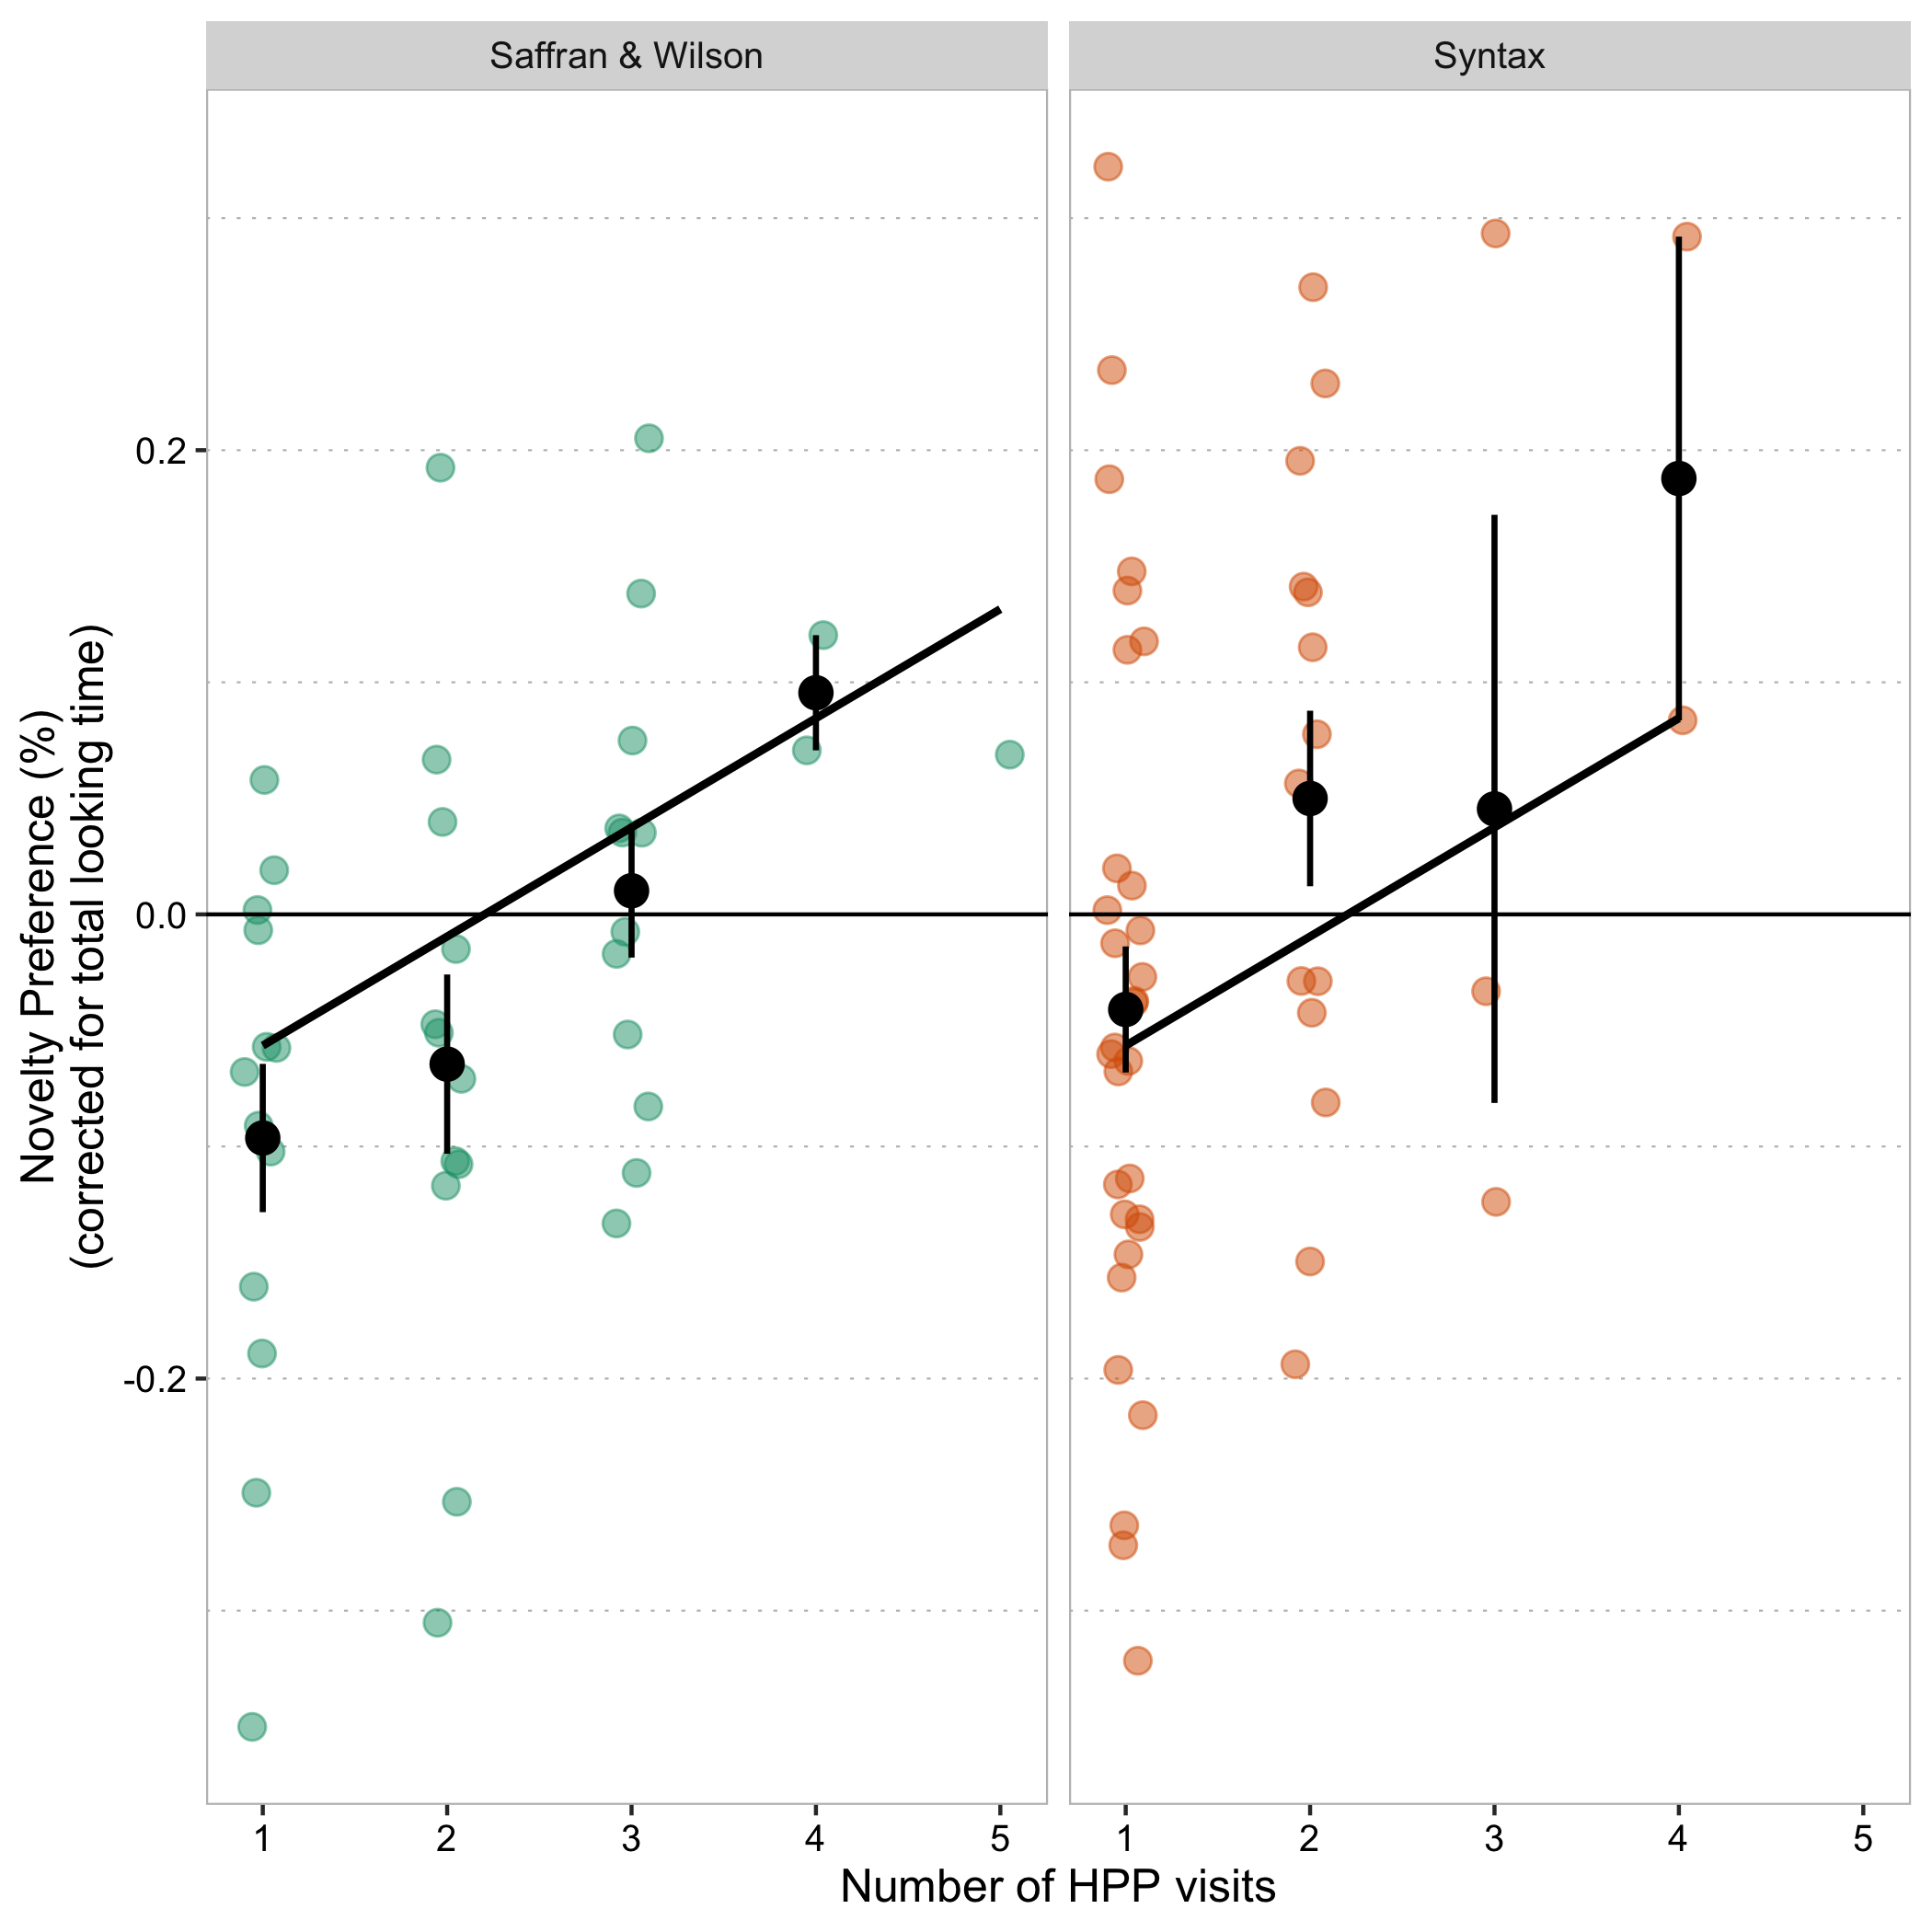 Saffran & Wilson
Syntax
Novelty Preference (%)
(corrected for total looking time)
0.2
0.0
-0.2
1 2 3 4 5
1 2 3 4 5
Number of HPP visits